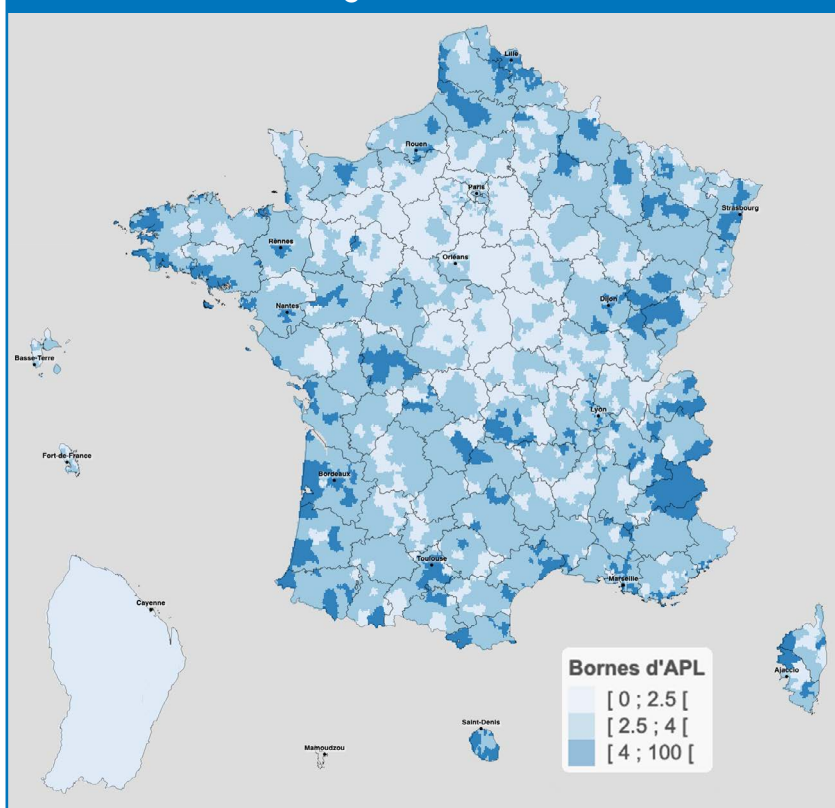 Lille
Rouen
Paris
Strasbourg
Rennes
Orléans
Nantes
Dijon
Basse-Terre
Lyon
Fort-de-France
Bordeaux
Toulouse
Marseille
Cayenne
Ajaccio
Bornes d'APL
[ 0 ; 2.5 [
[ 2.5 ; 4 [
[ 4 ; 100 [
Saint-Denis
Mamoudzou